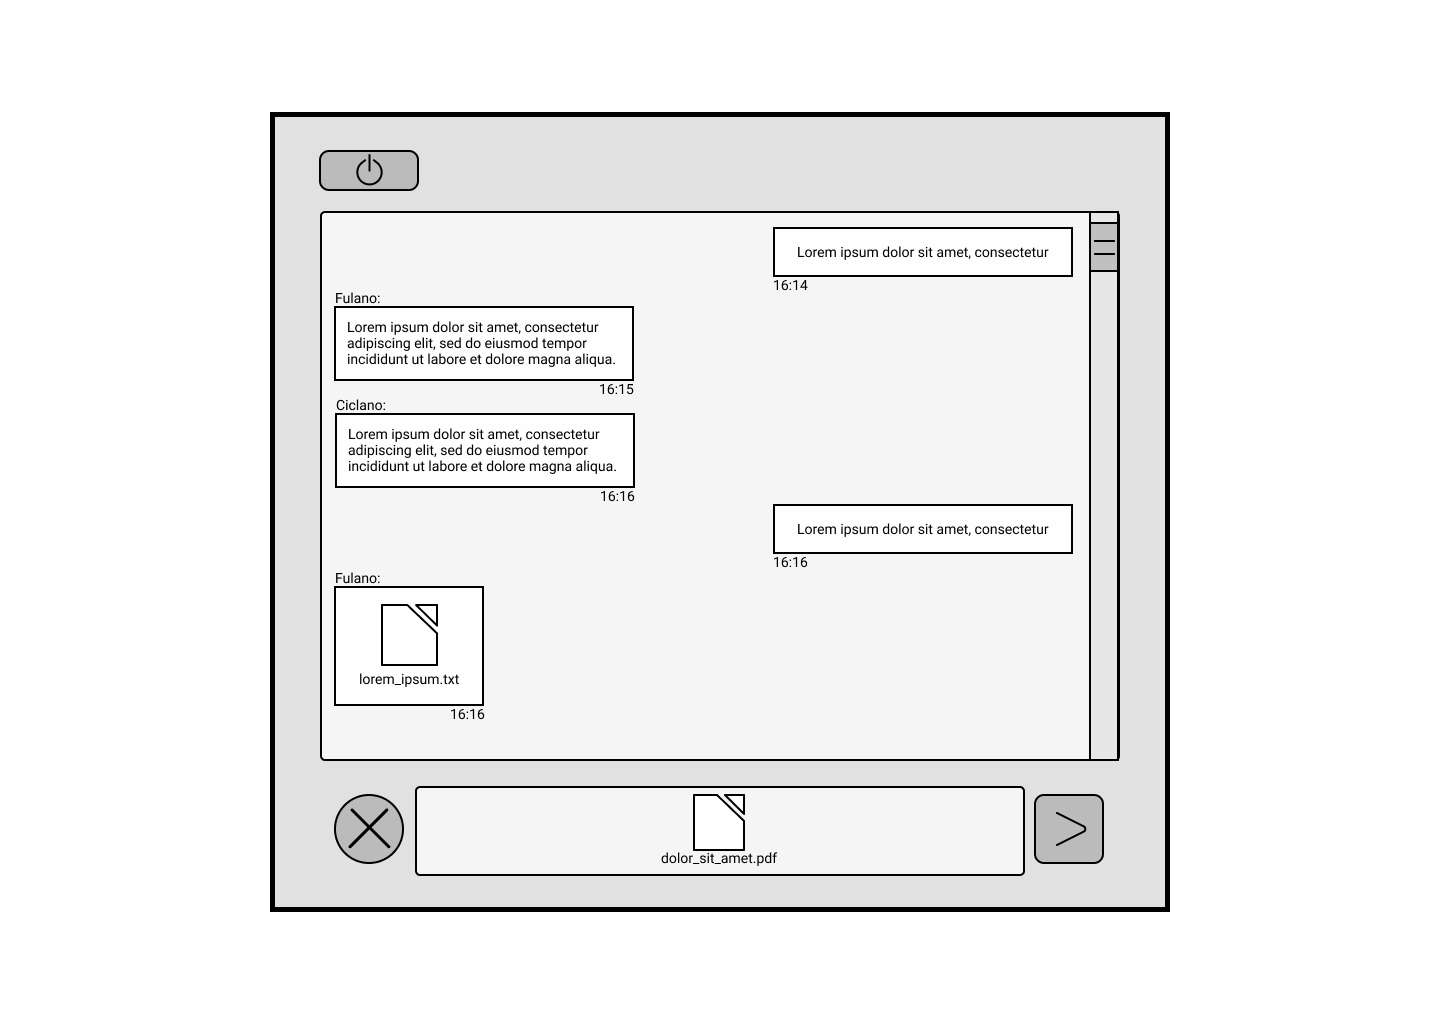 Lorem ipsum dolor sit amet, consectetur
16:14
Fulano:
Lorem ipsum dolor sit amet, consectetur
adipiscing elit, sed do eiusmod tempor
incididunt ut labore et dolore magna aliqua.
16:15
Ciclano:
Lorem ipsum dolor sit amet, consectetur
adipiscing elit, sed do eiusmod tempor
incididunt ut labore et dolore magna aliqua.
16:16
Lorem ipsum dolor sit amet, consectetur
16:16
Fulano:
lorem_ipsum.txt
16:16
dolor_sit_amet.pdf